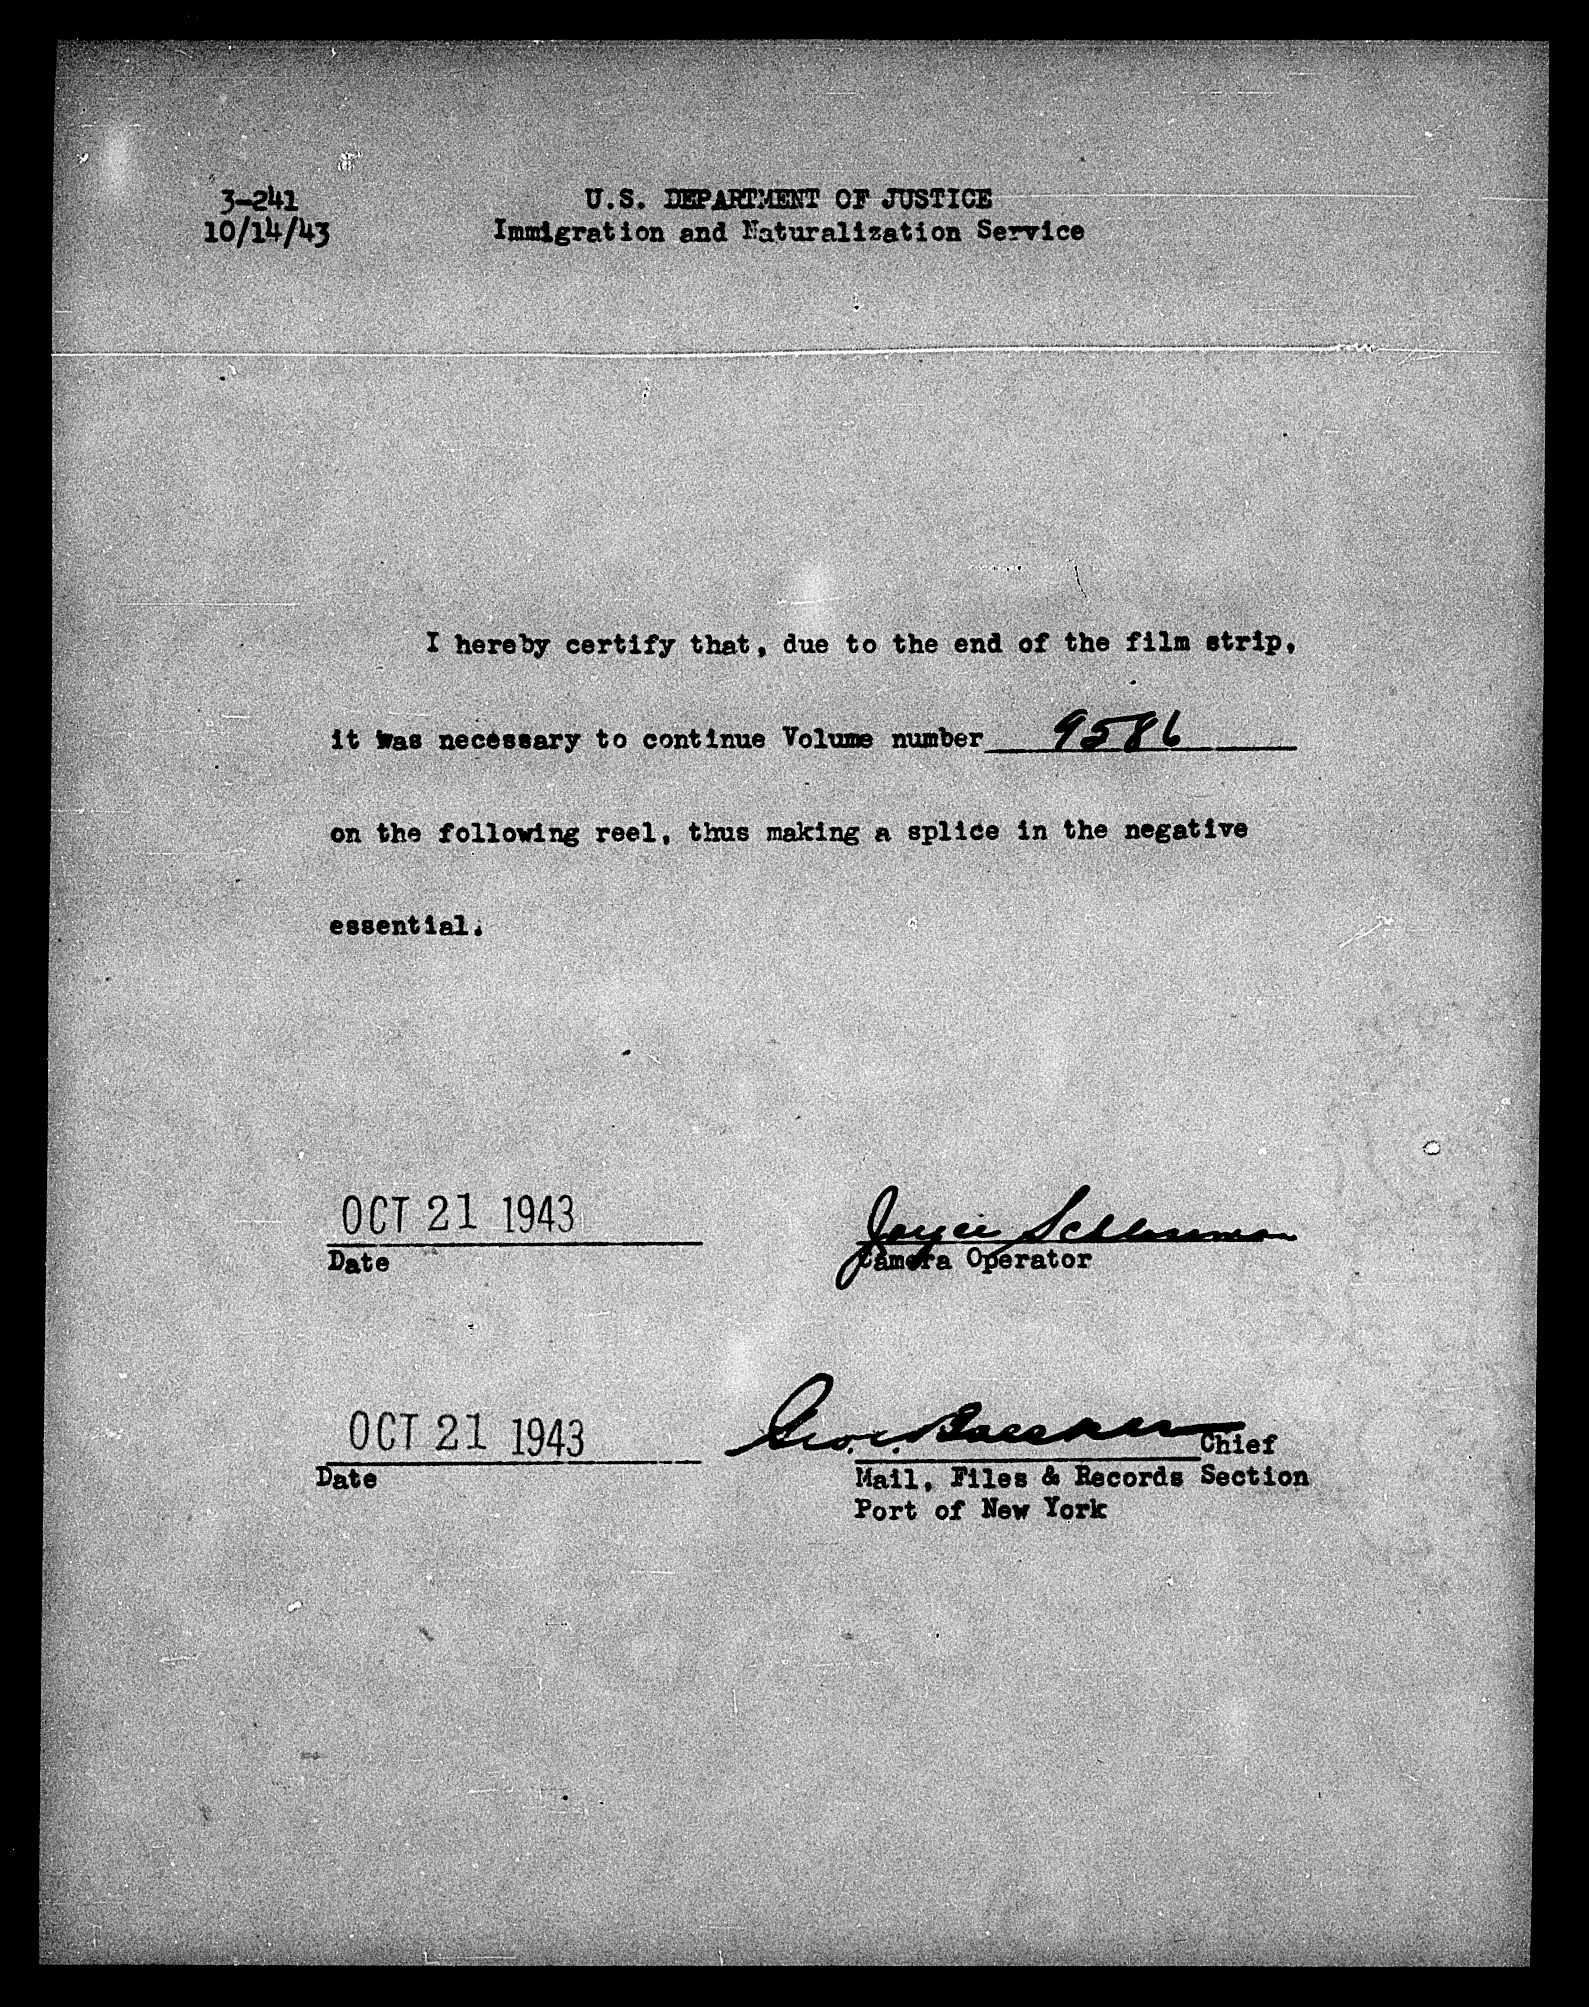 3-241
10/14/43
U.S. DEPARTMENT OF JUSTICE
Immigration and Naturalization Service
I hereby certify that, due to the end of the film strip,
it was necessary to continue Volume number 9586
on the following reel, thus making a splice in the negative
essential.
OCT 21 1943
Date
Joyce
Camera Operator
OCT 21 1943
Date
Geo. Chief
Mail, Files & Records Section
Port of New York